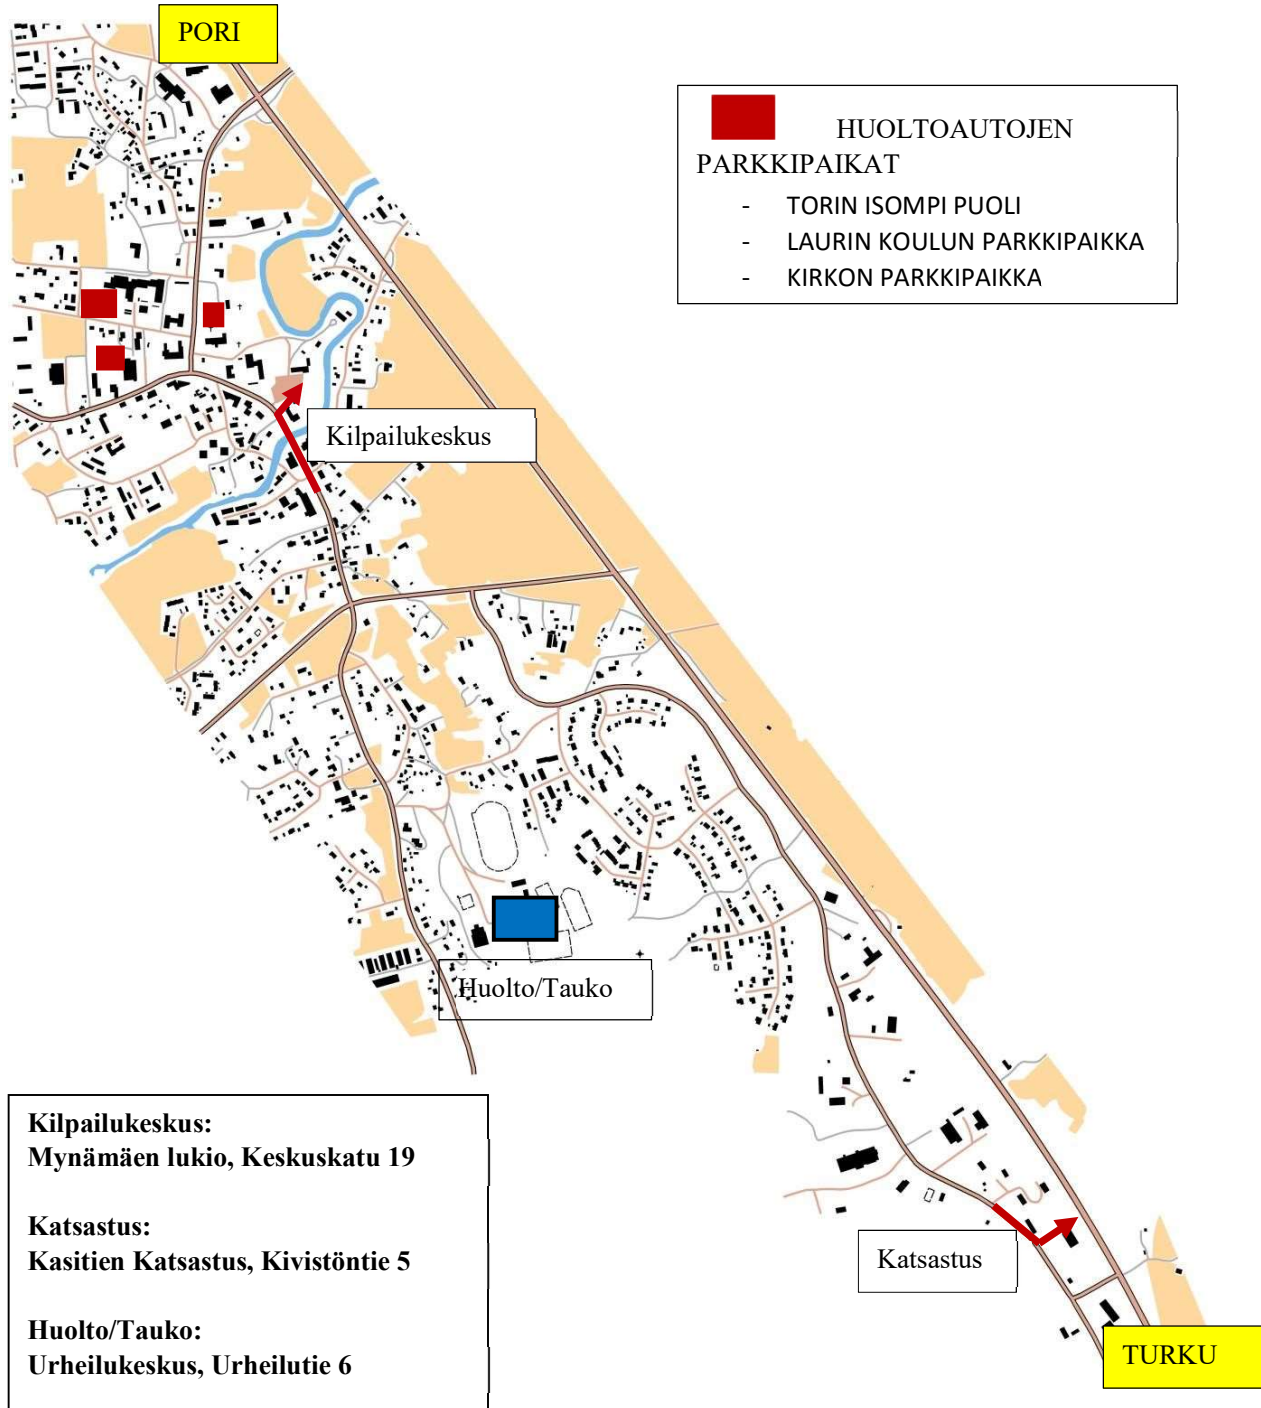 PORI
HUOLTOAUTOJEN
PARKKIPAIKAT
- TORIN ISOMPI PUOLI
- LAURIN KOULUN PARKKIPAIKKA
- KIRKON PARKKIPAIKKA
Kilpailukeskus
Huolto/Tauko
Kilpailukeskus:
Mynämäen lukio, Keskuskatu 19
Katsastus:
Kasitien Katsastus, Kivistöntie 5
Huolto/Tauko:
Urheilukeskus, Urheilutie 6
Katsastus
TURKU